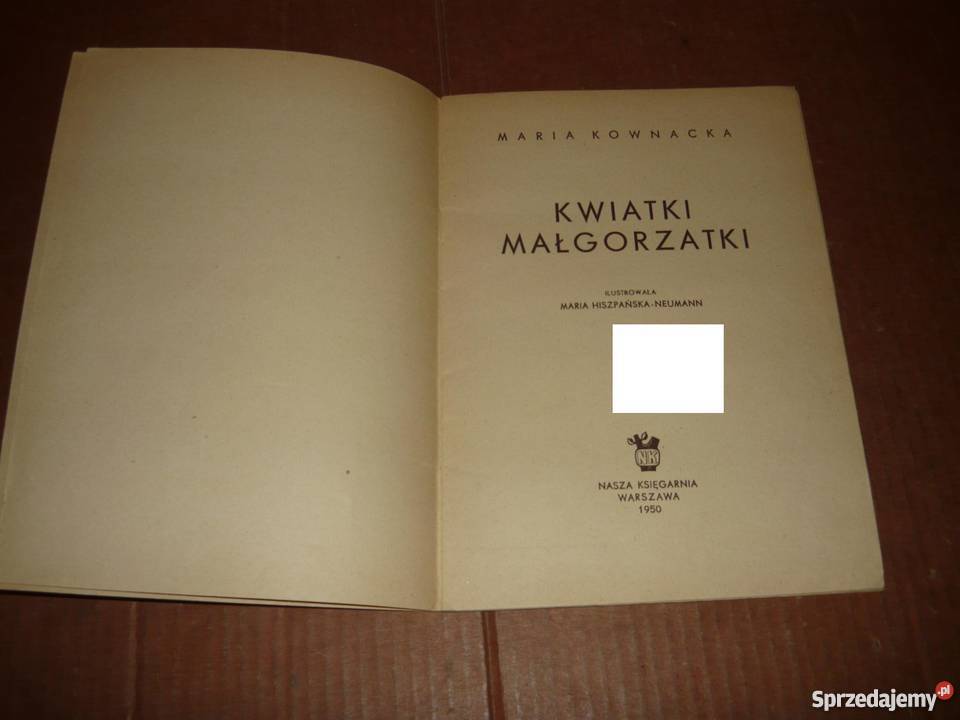 MARIA KOWNACKA
KWIATKI
MAŁGORZATKI
ILUSTROWAŁA
MARIA HISZPAŃSKA-NEUMANN
NK
NASZA KSIĘGARNIA
WARSZAWA
1950
Sprzedajemy.pl